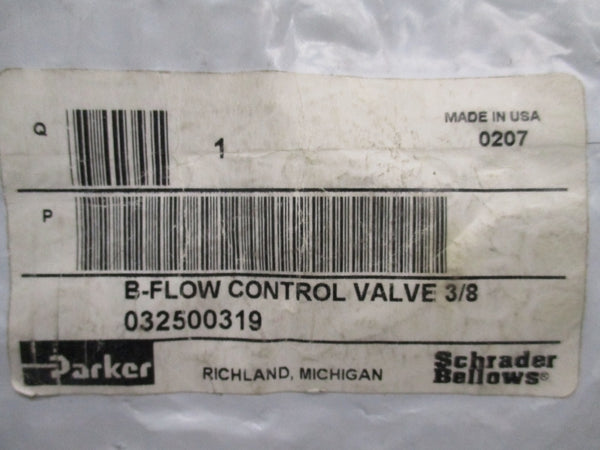 Q
1
MADE IN USA
0207
P
B-FLOW CONTROL VALVE 3/8
032500319
Parker
RICHLAND, MICHIGAN
Schrader
Bellows®